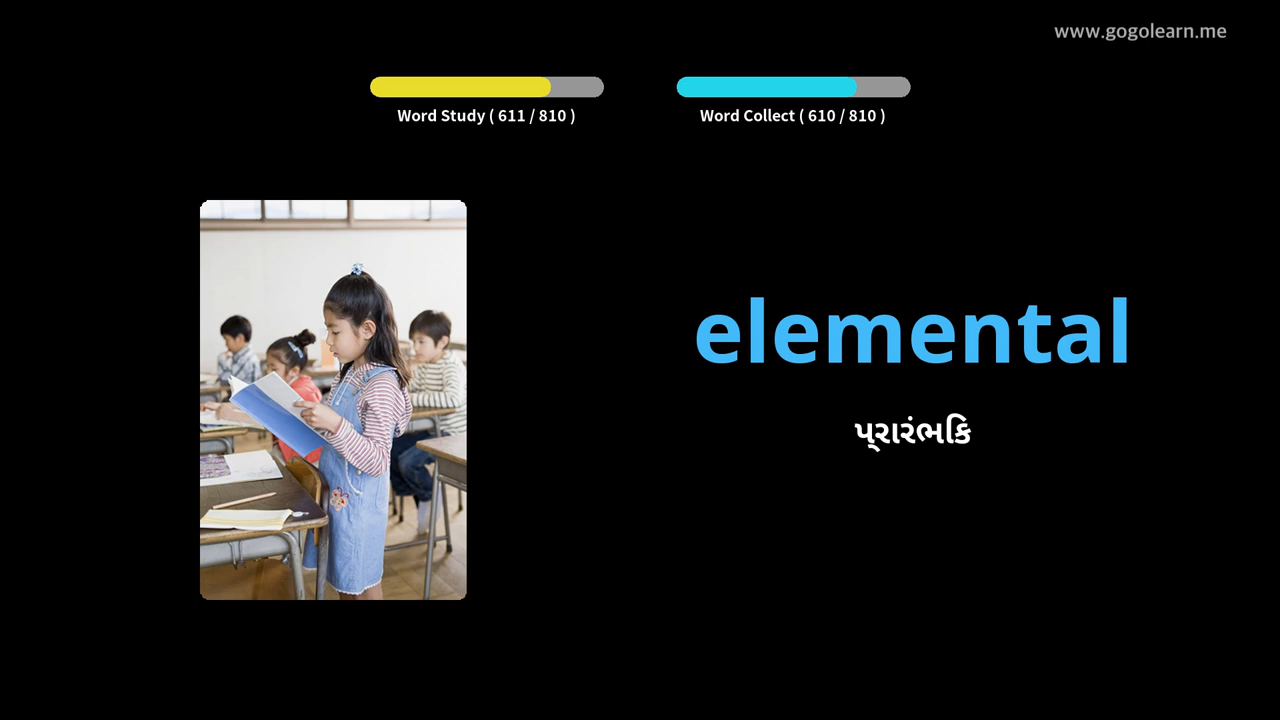 www.gogolearn.me
Word Study ( 611 / 810 )
Word Collect ( 610 / 810 )
elemental
પ્રારંભિક